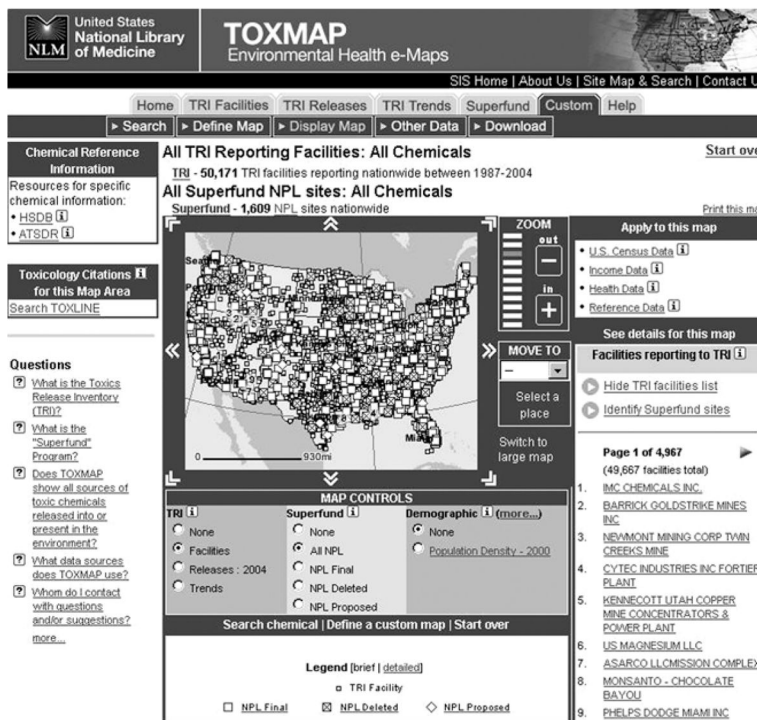 United States
National Library
of Medicine
NLM
TOXMAP
Environmental Health e-Maps
SIS Home | About Us | Site Map & Search | Contact U
Home TRI Facilities TRI Releases TRI Trends Superfund Custom Help
Search Define Map Display Map Other Data Download
Chemical Reference
Information
Resources for specific
chemical information:
• HSDB i
• ATSDR i
Toxicology Citations i
for this Map Area
Search TOXLINE
Questions
? What is the Toxics
Release Inventory
(TRI)?
? What is the
"Superfund"
Program?
? Does TOXMAP
show all sources of
toxic chemicals
released into or
present in the
environment?
? What data sources
does TOXMAP use?
? Whom do I contact
with questions
and/or suggestions?
more...
All TRI Reporting Facilities: All Chemicals
Start ove
TRI - 50,171 TRI facilities reporting nationwide between 1987-2004
All Superfund NPL sites: All Chemicals
Superfund - 1,609 NPL sites nationwide
Print this ma
0 930mi
ZOOM
out
in
MOVE TO
--
Select a
place
Switch to
large map
MAP CONTROLS
TRI i
None
Facilities
Releases : 2004
Trends
Superfund i
None
All NPL
NPL Final
NPL Deleted
NPL Proposed
Demographic i (more...)
None
Population Density - 2000
Search chemical | Define a custom map | Start over
Legend [brief | detailed]
TRI Facility
NPL Final NPL Deleted NPL Proposed
Apply to this map
• U.S. Census Data i
• Income Data i
• Health Data i
• Reference Data i
See details for this map
Facilities reporting to TRI i
Hide TRI facilities list
Identify Superfund sites
Page 1 of 4,967
(49,667 facilities total)
1. IMC CHEMICALS INC.
2. BARRICK GOLDSTRIKE MINES
INC
3. NEWMONT MINING CORP TWIN
CREEKS MINE
4. CYTEC INDUSTRIES INC FORTIER
PLANT
5. KENNECOTT UTAH COPPER
MINE CONCENTRATORS &
POWER PLANT
6. US MAGNESIUM LLC
7. ASARCO LLCMISSION COMPLEX
8. MONSANTO - CHOCOLATE
BAYOU
9. PHELPS DODGE MIAMI INC